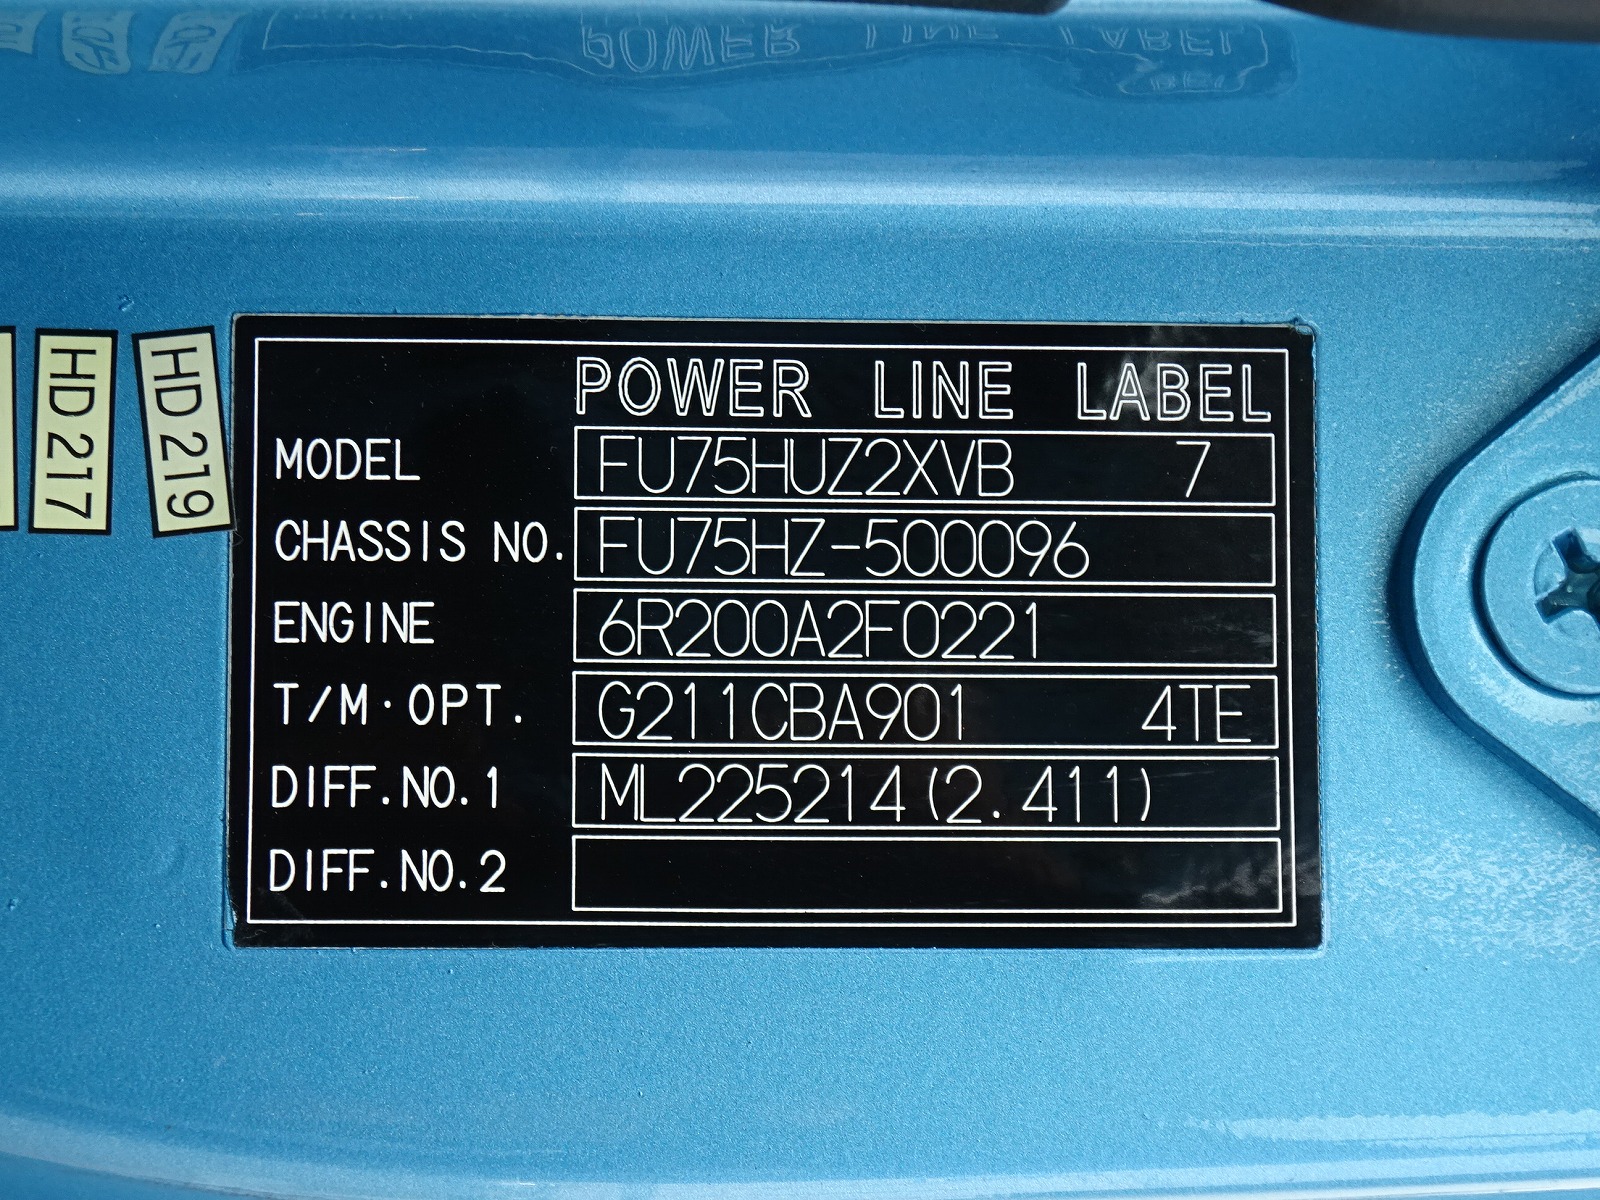 POWER LINE LABEL
MODEL FU75HUZ2XVB 7
CHASSIS NO. FU75HZ-500096
ENGINE 6R200A2F0221
T/M·OPT. G211CBA901 4TE
DIFF.NO.1 ML225214(2.411)
DIFF.NO.2
HD 217
HD 219